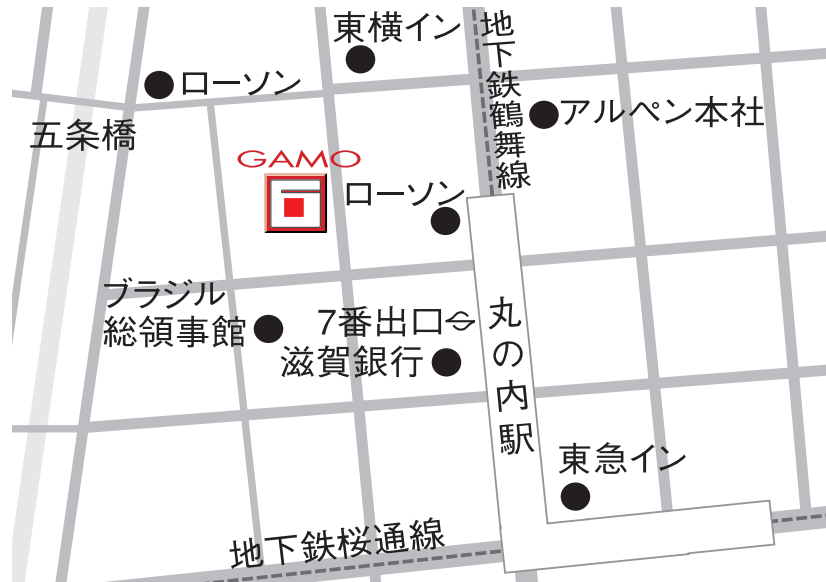 東横イン
地下鉄鶴舞線
ローソン
アルペン本社
五条橋
GAMO
ローソン
ブラジル
総領事館
7番出口
滋賀銀行
丸の内駅
東急イン
地下鉄桜通線